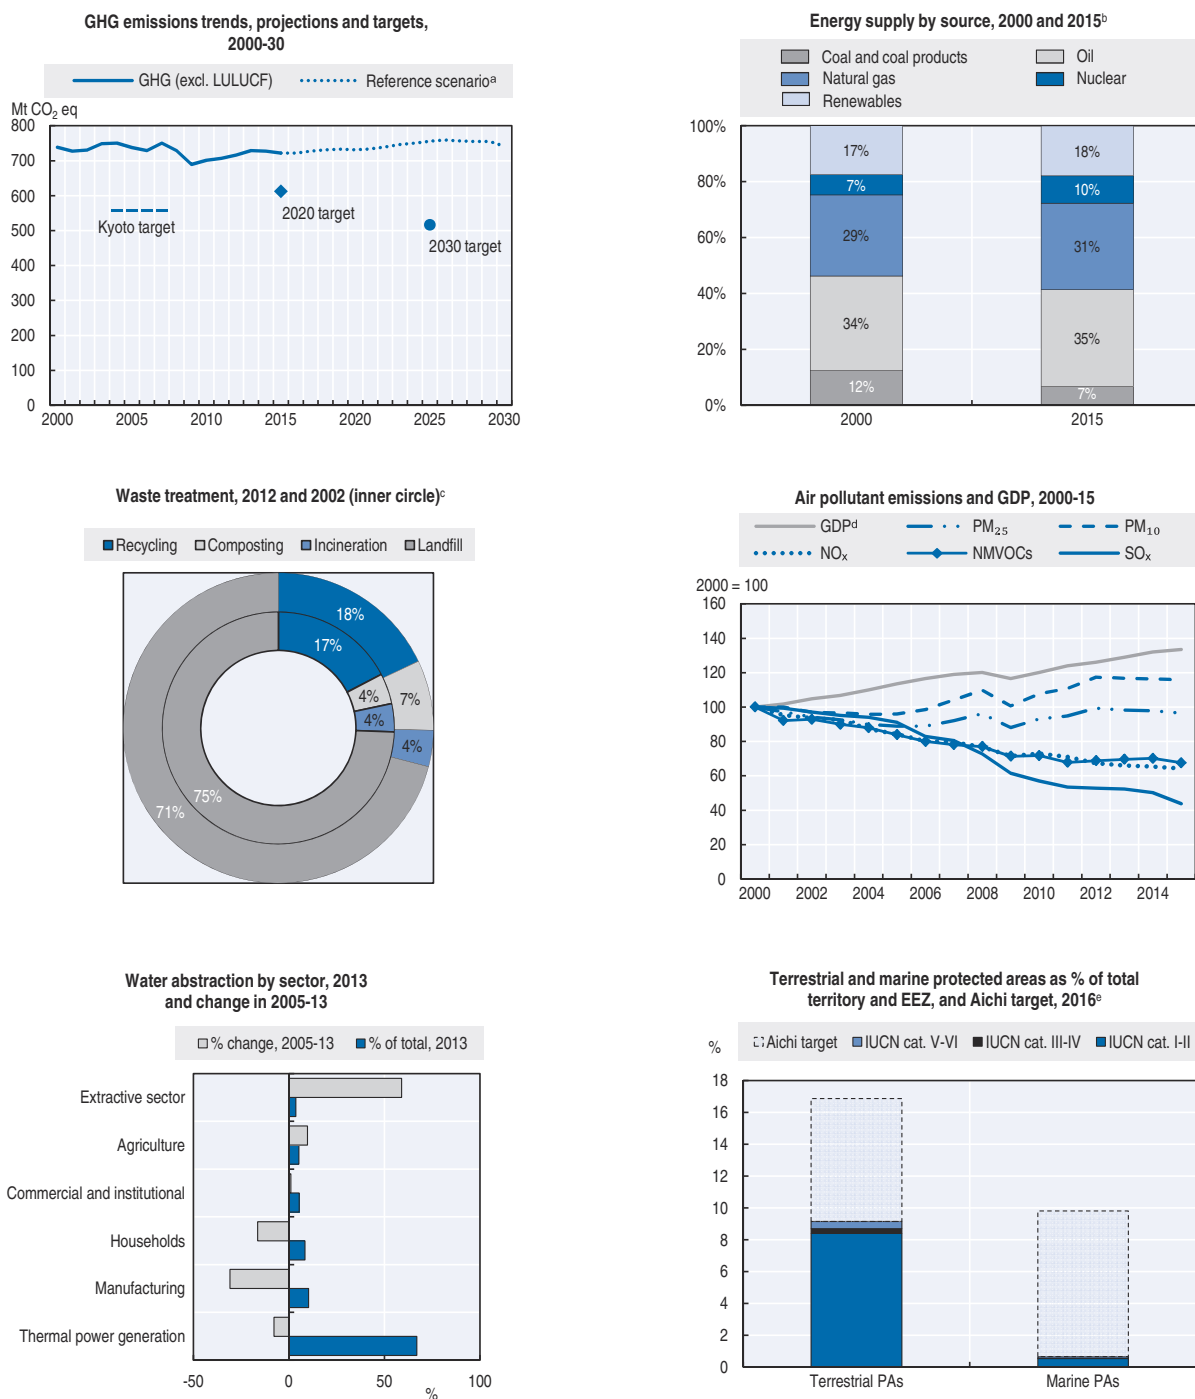 GHG emissions trends, projections and targets,
2000-30
GHG (excl. LULUCF)
Reference scenarioᵃ
Mt CO₂ eq
800
700
600
500
400
300
200
100
0
Kyoto target
2020 target
2030 target
2000 2005 2010 2015 2020 2025 2030
Energy supply by source, 2000 and 2015ᵇ
Coal and coal products
Oil
Natural gas
Nuclear
Renewables
100%
80%
60%
40%
20%
0%
17%
7%
29%
34%
12%
18%
10%
31%
35%
7%
2000 2015
Waste treatment, 2012 and 2002 (inner circle)ᶜ
Recycling Composting Incineration Landfill
18%
17%
4%
7%
4%
4%
75%
71%
Air pollutant emissions and GDP, 2000-15
GDPᵈ
PM₂₅
PM₁₀
NOₓ
NMVOCs
SOₓ
2000 = 100
160
140
120
100
80
60
40
20
0
2000 2002 2004 2006 2008 2010 2012 2014
Water abstraction by sector, 2013
and change in 2005-13
% change, 2005-13 % of total, 2013
Extractive sector
Agriculture
Commercial and institutional
Households
Manufacturing
Thermal power generation
-50 0 50 100
%
Terrestrial and marine protected areas as % of total
territory and EEZ, and Aichi target, 2016ᵉ
% Aichi target IUCN cat. V-VI IUCN cat. III-IV IUCN cat. I-II
18
16
14
12
10
8
6
4
2
0
Terrestrial PAs Marine PAs